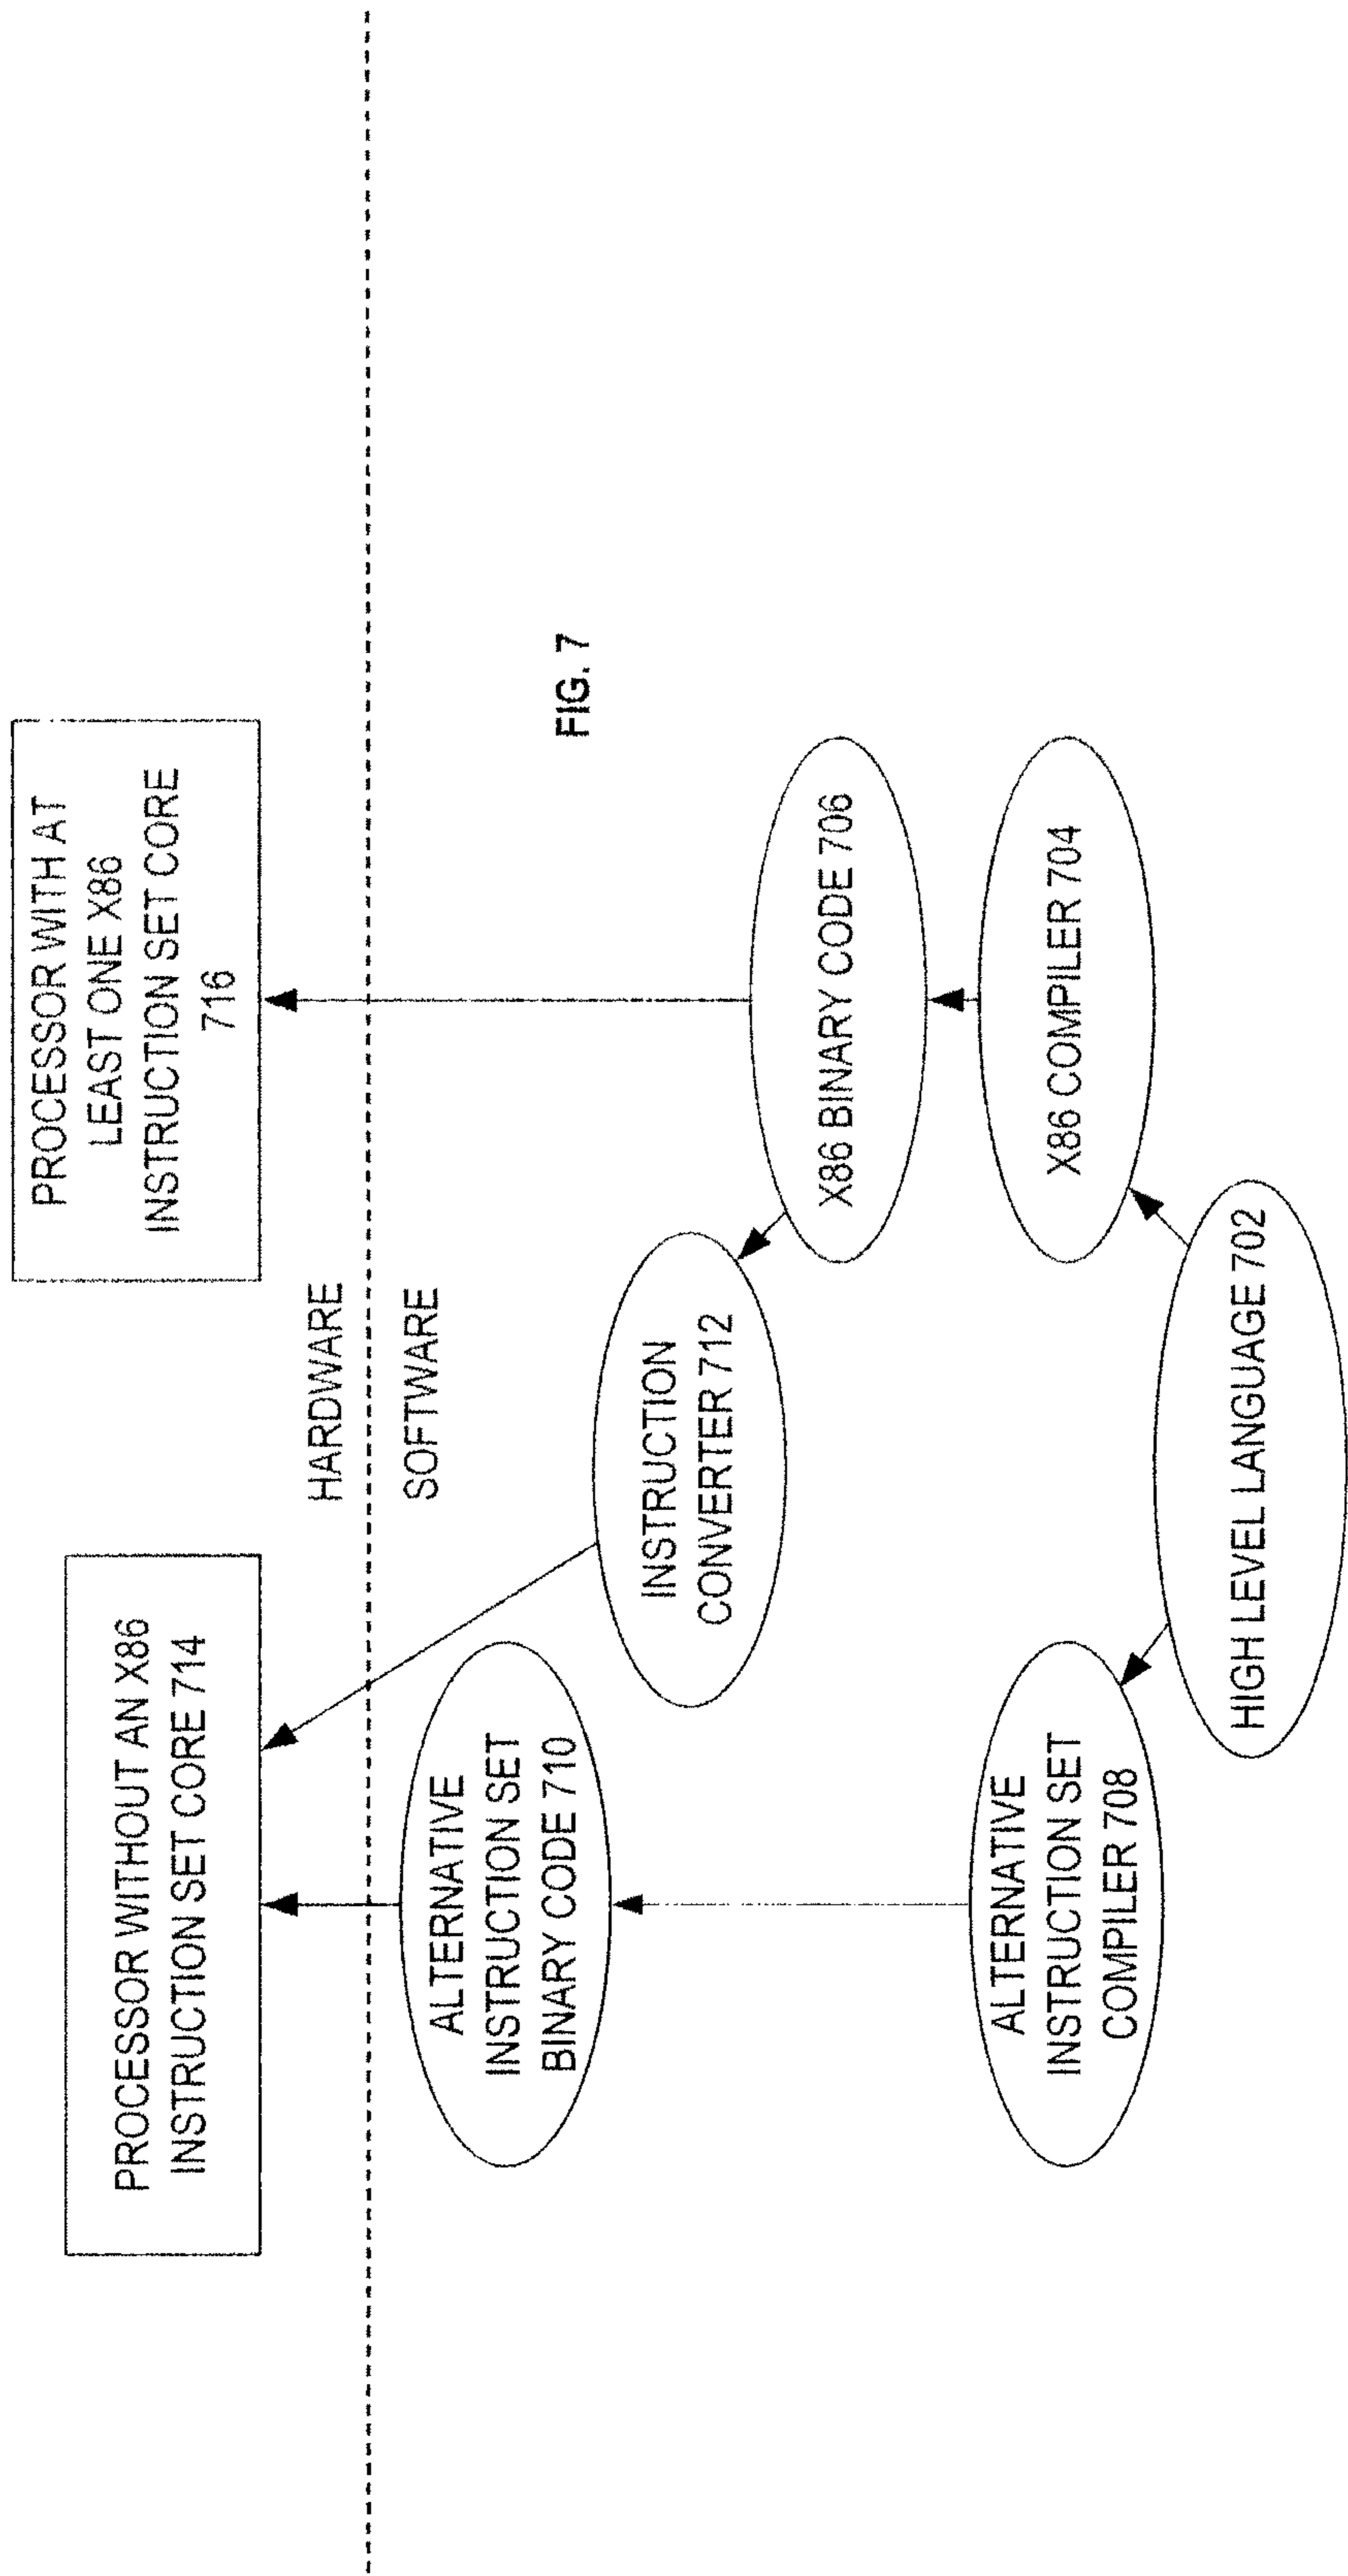 PROCESSOR WITHOUT AN X86
INSTRUCTION SET CORE 714
PROCESSOR WITH AT
LEAST ONE X86
INSTRUCTION SET CORE
716
HARDWARE
SOFTWARE
ALTERNATIVE
INSTRUCTION SET
BINARY CODE 710
INSTRUCTION
CONVERTER 712
FIG. 7
X86 BINARY CODE 706
ALTERNATIVE
INSTRUCTION SET
COMPILER 708
X86 COMPILER 704
HIGH LEVEL LANGUAGE 702